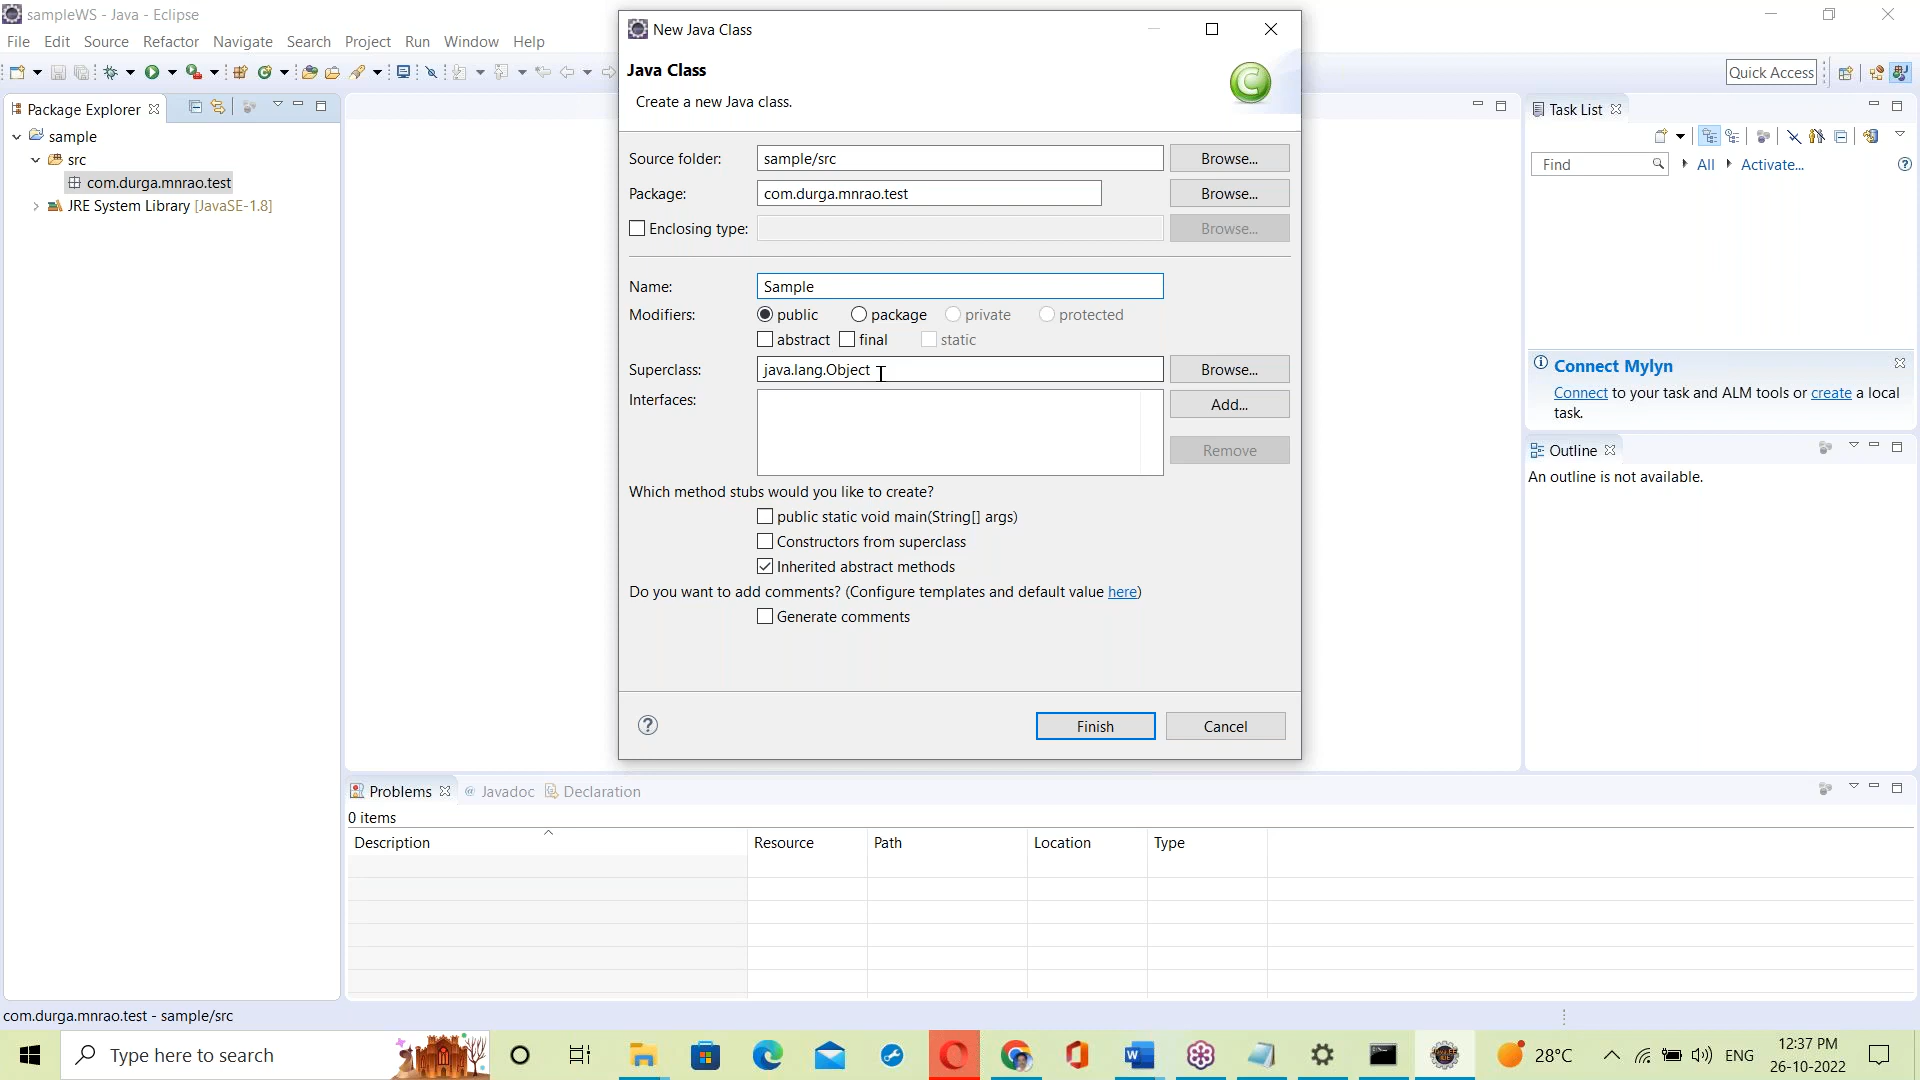 sampleWS - Java - Eclipse
File Edit Source Refactor Navigate Search Project Run Window Help
Quick Access
Package Explorer
sample
src
com.durga.mnrao.test
JRE System Library [JavaSE-1.8]
New Java Class
Java Class
Create a new Java class.
Source folder: sample/src Browse...
Package: com.durga.mnrao.test Browse...
Enclosing type: Browse...
Name: Sample
Modifiers: public package private protected
abstract final static
Superclass: java.lang.Object Browse...
Interfaces: Add...
Remove
Which method stubs would you like to create?
public static void main(String[] args)
Constructors from superclass
Inherited abstract methods
Do you want to add comments? (Configure templates and default value here)
Generate comments
Finish Cancel
Task List
Find All Activate...
Connect Mylyn
Connect to your task and ALM tools or create a local
task.
Outline
An outline is not available.
Problems @ Javadoc Declaration
0 items
Description Resource Path Location Type
com.durga.mnrao.test - sample/src
Type here to search
28°C ENG 12:37 PM
26-10-2022